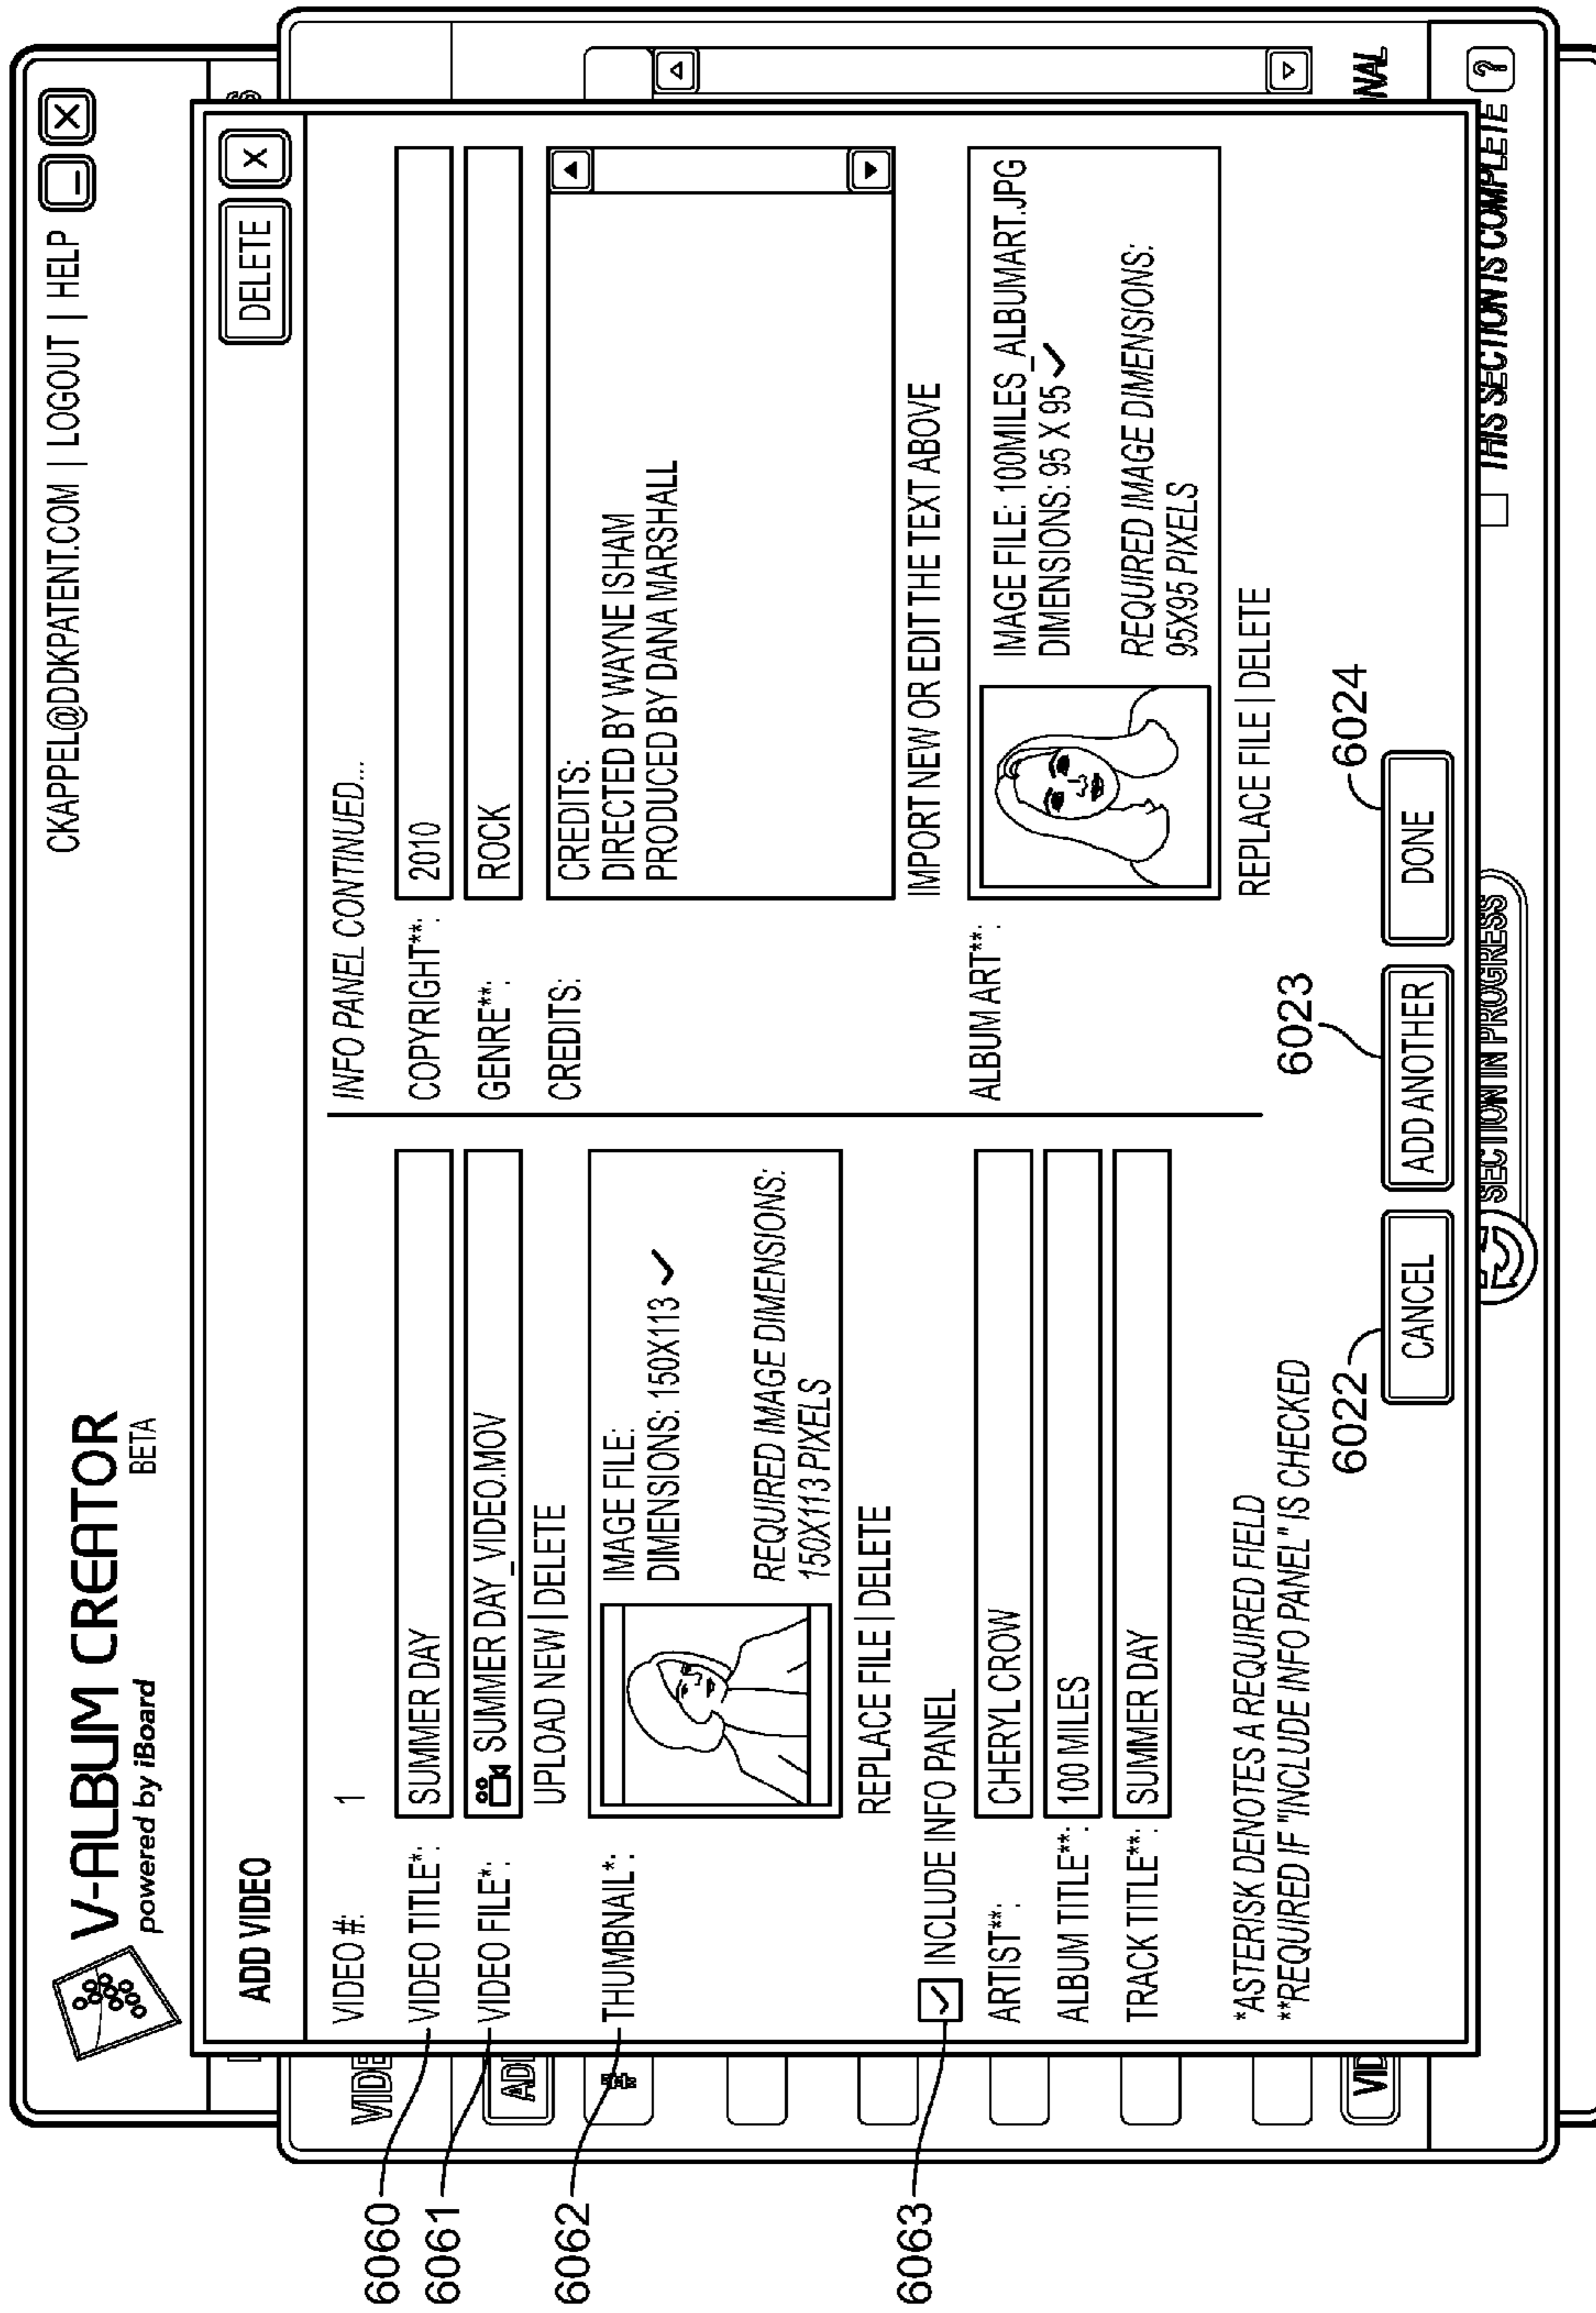 CKAPPEL@DDKPATENT.COM | LOGOUT | HELP
V-ALBUM CREATOR
powered by iBoard
BETA
ADD VIDEO
DELETE
X
VIDEO #: 1
6060
VIDEO TITLE*: SUMMER DAY
6061
VIDEO FILE*: SUMMER DAY_VIDEO.MOV
UPLOAD NEW | DELETE
6062
THUMBNAIL*:
IMAGE FILE:
DIMENSIONS: 150X113
REQUIRED IMAGE DIMENSIONS:
150X113 PIXELS
REPLACE FILE | DELETE
6063
INCLUDE INFO PANEL
ARTIST**: CHERYL CROW
ALBUM TITLE**: 100 MILES
TRACK TITLE**: SUMMER DAY
*ASTERISK DENOTES A REQUIRED FIELD
**REQUIRED IF "INCLUDE INFO PANEL" IS CHECKED
INFO PANEL CONTINUED...
COPYRIGHT**: 2010
GENRE**: ROCK
CREDITS:
CREDITS:
DIRECTED BY WAYNE ISHAM
PRODUCED BY DANA MARSHALL
IMPORT NEW OR EDIT THE TEXT ABOVE
ALBUM ART**:
IMAGE FILE: 100MILES_ALBUMART.JPG
DIMENSIONS: 95 X 95
REQUIRED IMAGE DIMENSIONS:
95X95 PIXELS
REPLACE FILE | DELETE
6022
CANCEL
6023
ADD ANOTHER
6024
DONE
SECTION IN PROGRESS
THIS SECTION IS COMPLETE
?